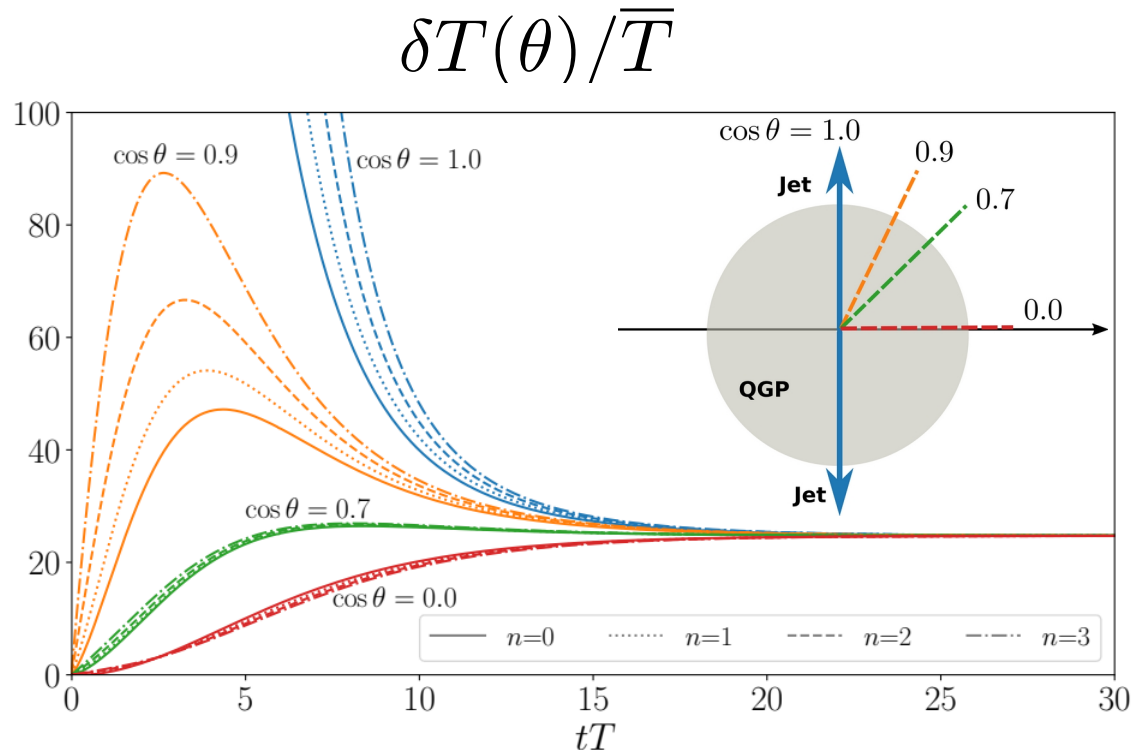 δT(θ)/T̅
100
80
60
40
20
0
cos θ = 0.9
cos θ = 1.0
cos θ = 0.7
cos θ = 0.0
cos θ = 1.0
0.9
0.7
0.0
Jet
QGP
Jet
n=0 n=1 n=2 n=3
0 5 10 15 20 25 30
tT